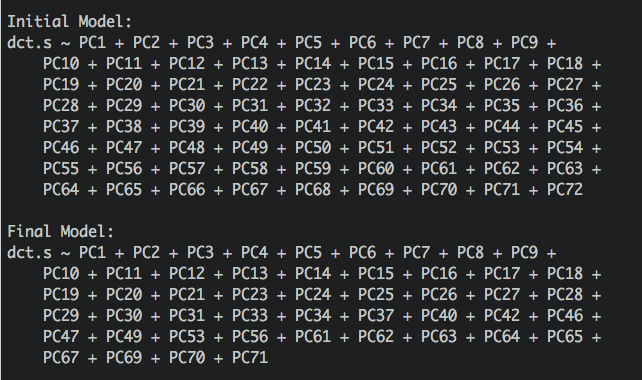 Initial Model:
dct.s ~ PC1 + PC2 + PC3 + PC4 + PC5 + PC6 + PC7 + PC8 + PC9 +
PC10 + PC11 + PC12 + PC13 + PC14 + PC15 + PC16 + PC17 + PC18 +
PC19 + PC20 + PC21 + PC22 + PC23 + PC24 + PC25 + PC26 + PC27 +
PC28 + PC29 + PC30 + PC31 + PC32 + PC33 + PC34 + PC35 + PC36 +
PC37 + PC38 + PC39 + PC40 + PC41 + PC42 + PC43 + PC44 + PC45 +
PC46 + PC47 + PC48 + PC49 + PC50 + PC51 + PC52 + PC53 + PC54 +
PC55 + PC56 + PC57 + PC58 + PC59 + PC60 + PC61 + PC62 + PC63 +
PC64 + PC65 + PC66 + PC67 + PC68 + PC69 + PC70 + PC71 + PC72
Final Model:
dct.s ~ PC1 + PC2 + PC3 + PC4 + PC5 + PC6 + PC7 + PC8 + PC9 +
PC10 + PC11 + PC12 + PC13 + PC14 + PC15 + PC16 + PC17 + PC18 +
PC19 + PC20 + PC21 + PC23 + PC24 + PC25 + PC26 + PC27 + PC28 +
PC29 + PC30 + PC31 + PC33 + PC34 + PC37 + PC40 + PC42 + PC46 +
PC47 + PC49 + PC53 + PC56 + PC61 + PC62 + PC63 + PC64 + PC65 +
PC67 + PC69 + PC70 + PC71